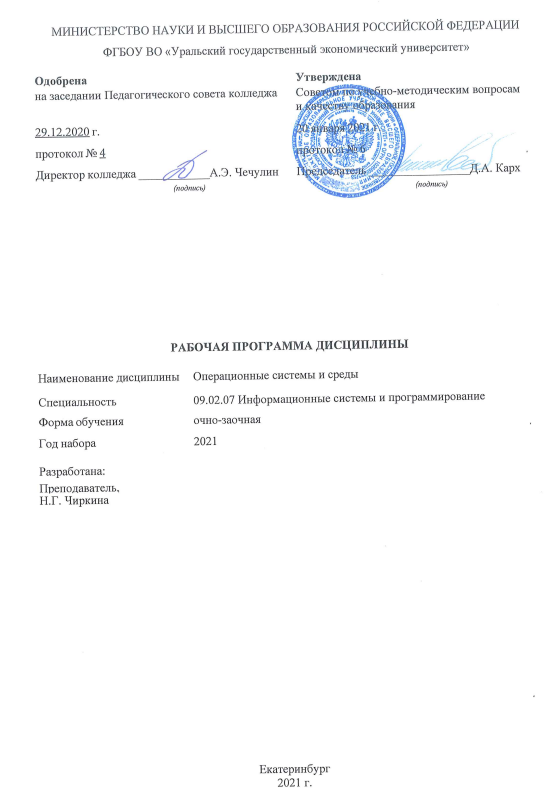 МИНИСТЕРСТВО НАУКИ И ВЫСШЕГО ОБРАЗОВАНИЯ РОССИЙСКОЙ ФЕДЕРАЦИИ
ФГБОУ ВО «Уральский государственный экономический университет»
Одобрена
на заседании Педагогического совета колледжа
29.12.2020 г.
протокол № 4
Директор колледжа ____________ А.Э. Чечулин
(подпись)
Утверждена
Советом по учебно-методическим вопросам
и качеству образования
20 января 2021 г.
протокол № 6
Председатель ____________ Д.А. Карх
(подпись)
РАБОЧАЯ ПРОГРАММА ДИСЦИПЛИНЫ
Наименование дисциплины Операционные системы и среды
Специальность 09.02.07 Информационные системы и программирование
Форма обучения очно-заочная
Год набора 2021
Разработана:
Преподаватель,
Н.Г. Чиркина
Екатеринбург
2021 г.